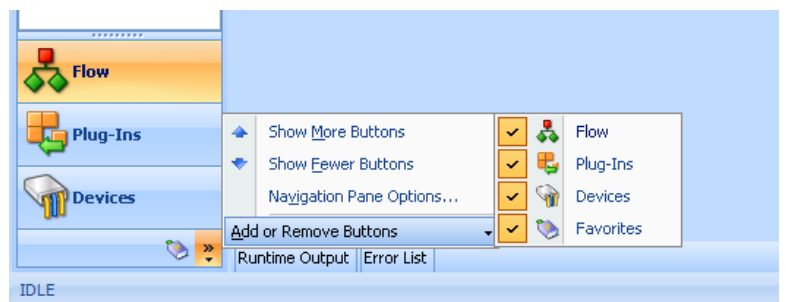 Flow
Plug-Ins
Devices
Show More Buttons
Show Fewer Buttons
Navigation Pane Options...
Add or Remove Buttons
Flow
Plug-Ins
Devices
Favorites
Runtime Output Error List
IDLE